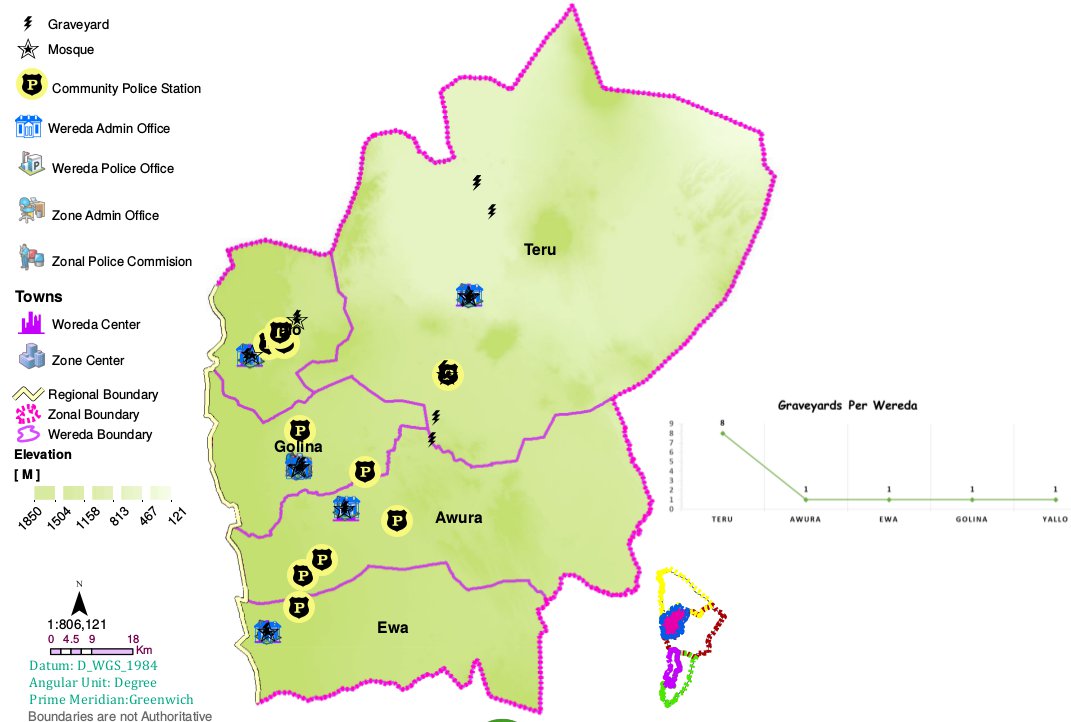 Graveyard
Mosque
Community Police Station
Wereda Admin Office
Wereda Police Office
Zone Admin Office
Zonal Police Commision
Towns
Woreda Center
Zone Center
Regional Boundary
Zonal Boundary
Wereda Boundary
Elevation
[ M ]
1850 1504 1158 813 467 121
N
1:806,121
0 4.5 9 18
Km
Datum: D_WGS_1984
Angular Unit: Degree
Prime Meridian:Greenwich
Boundaries are not Authoritative
Teru
Golina
Awura
Ewa
Graveyards Per Wereda
9
8
7
6
5
4
3
2
1
0
8 1 1 1 1
TERU AWURA EWA GOLINA YALLO